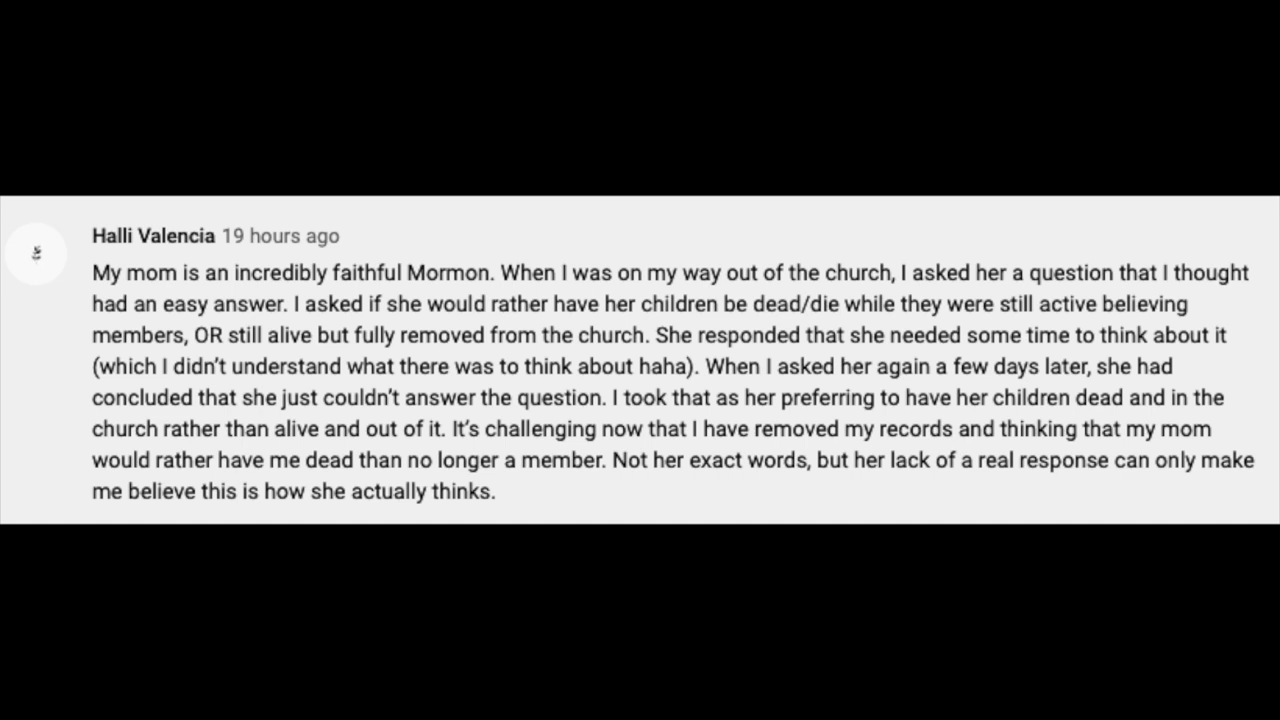 Halli Valencia 19 hours ago
My mom is an incredibly faithful Mormon. When I was on my way out of the church, I asked her a question that I thought
had an easy answer. I asked if she would rather have her children be dead/die while they were still active believing
members, OR still alive but fully removed from the church. She responded that she needed some time to think about it
(which I didn't understand what there was to think about haha). When I asked her again a few days later, she had
concluded that she just couldn't answer the question. I took that as her preferring to have her children dead and in the
church rather than alive and out of it. It's challenging now that I have removed my records and thinking that my mom
would rather have me dead than no longer a member. Not her exact words, but her lack of a real response can only make
me believe this is how she actually thinks.